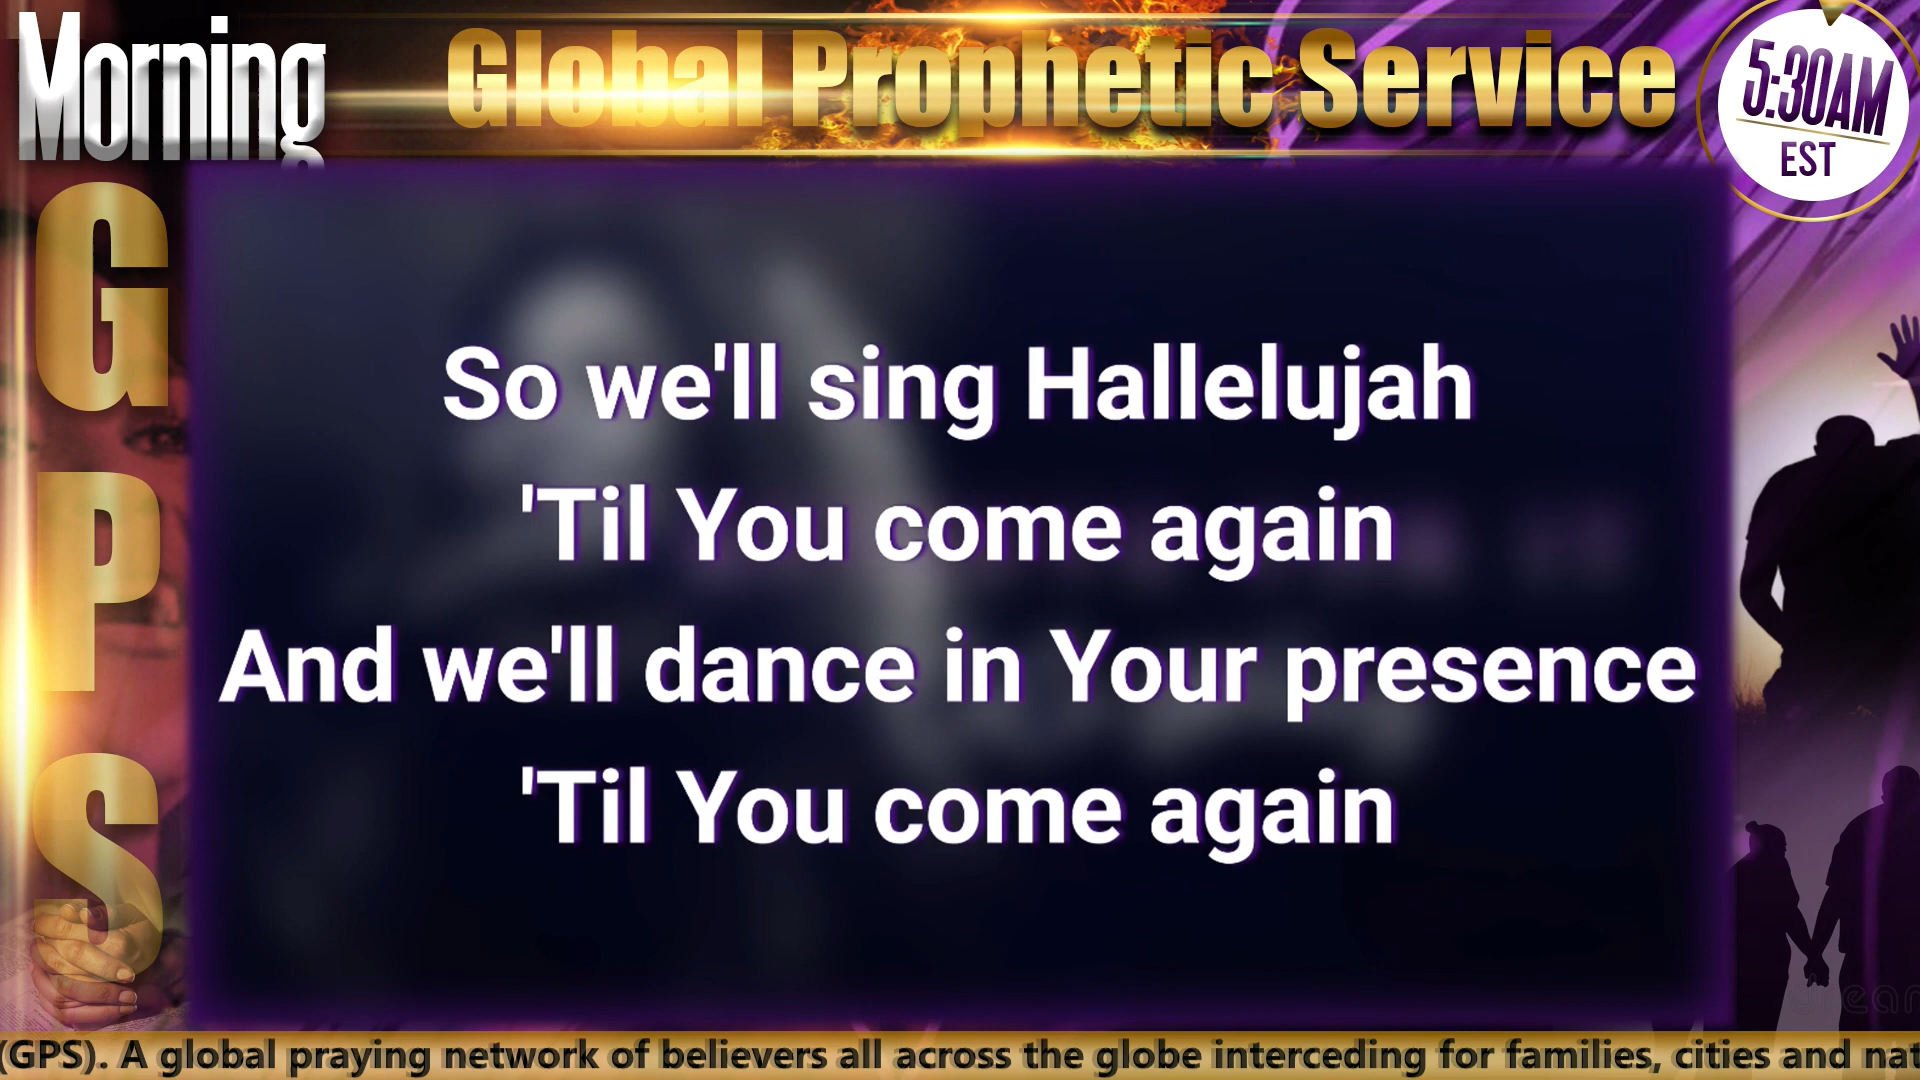 Morning
Global Prophetic Service
5:30AM
EST
G
P
S
So we'll sing Hallelujah
'Til You come again
And we'll dance in Your presence
'Til You come again
(GPS). A global praying network of believers all across the globe interceding for families, cities and nat